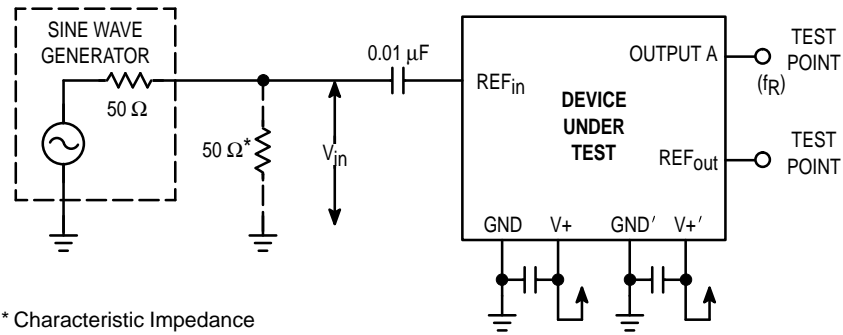 SINE WAVE
GENERATOR
50 Ω
50 Ω*
Vin
0.01 μF
REFin
DEVICE
UNDER
TEST
OUTPUT A
(fR)
TEST
POINT
REFout
TEST
POINT
GND
V+
GND′
V+′
* Characteristic Impedance